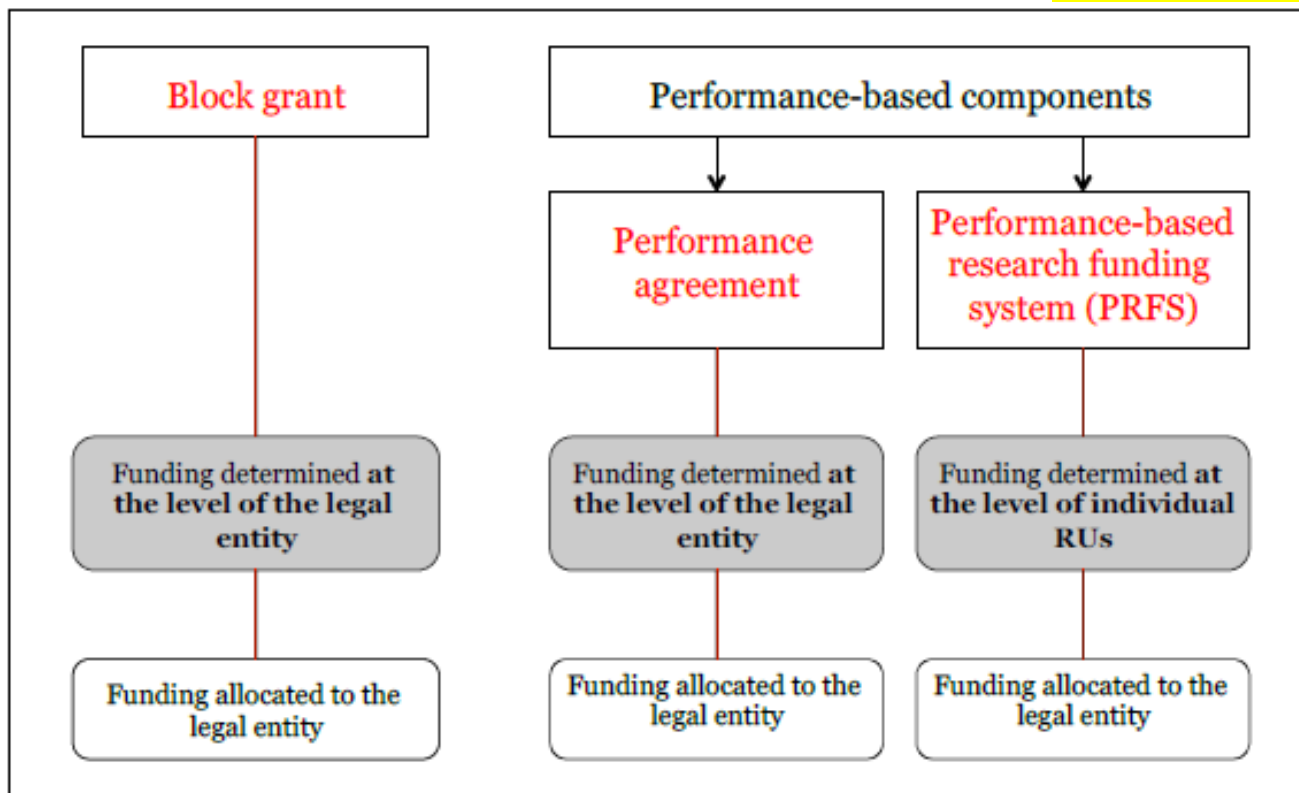 Block grant
Performance-based components
Performance
agreement
Performance-based
research funding
system (PRFS)
Funding determined at
the level of the legal
entity
Funding determined at
the level of the legal
entity
Funding determined at
the level of individual
RUs
Funding allocated to the
legal entity
Funding allocated to the
legal entity
Funding allocated to the
legal entity